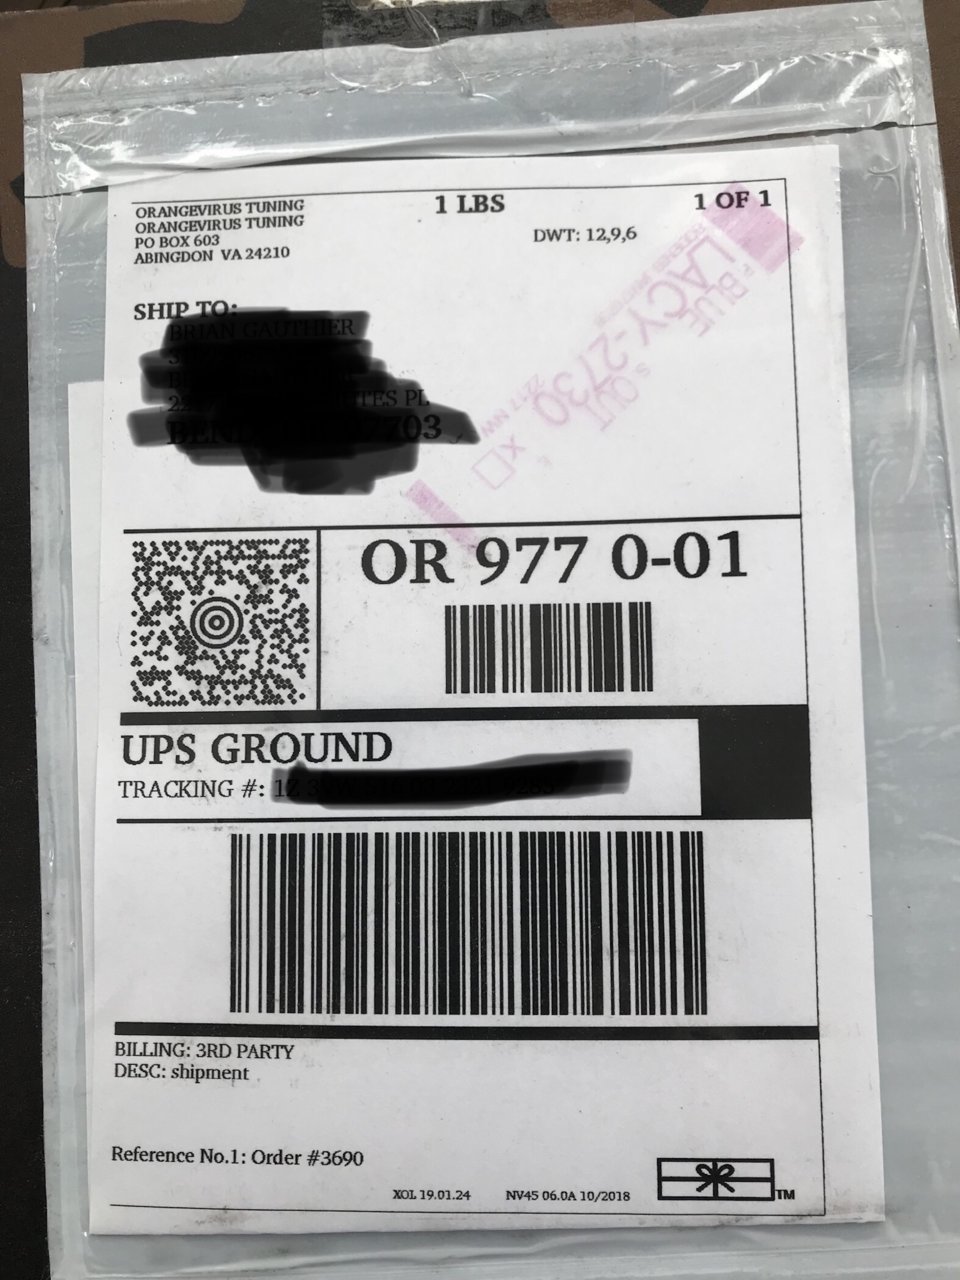 ORANGEVIRUS TUNING
ORANGEVIRUS TUNING
PO BOX 603
ABINGDON VA 24210
1 LBS
1 OF 1
DWT: 12,9,6
SHIP TO:
BLUE
LACY-2730
OUT
OR 977 0-01
UPS GROUND
TRACKING #:
BILLING: 3RD PARTY
DESC: shipment
Reference No.1: Order #3690
XOL 19.01.24 NV45 06.0A 10/2018
TM